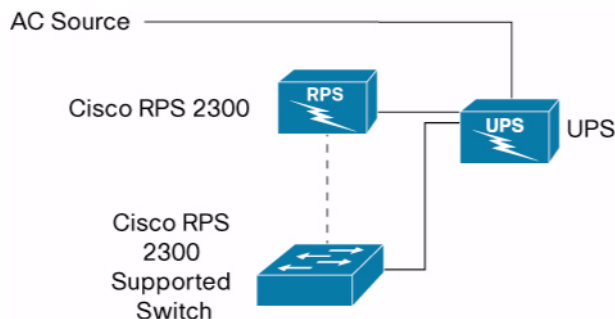 AC Source
RPS
Cisco RPS 2300
UPS
UPS
Cisco RPS
2300
Supported
Switch